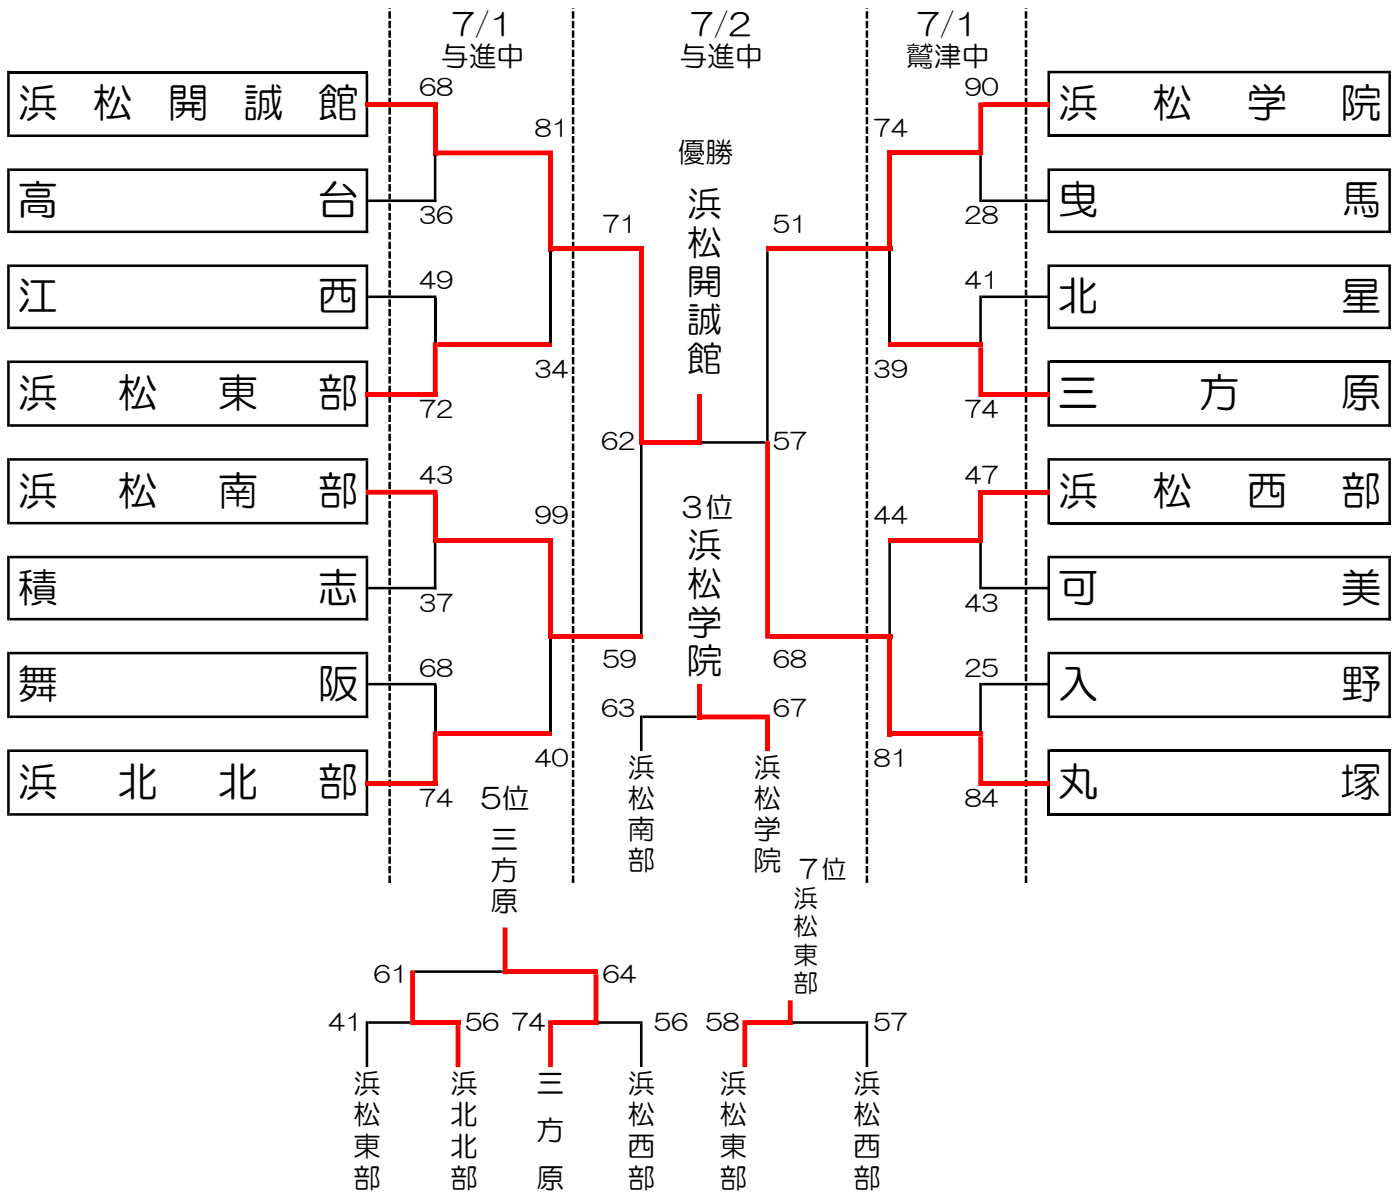 7/1
与進中
7/2
与進中
7/1
鷲津中
浜松開誠館
68
高台
36
江西
49
浜松東部
72
浜松南部
43
積志
37
舞阪
68
浜北北部
74
81
34
99
40
71
59
62
優勝
浜松開誠館
57
51
68
74
39
44
81
90
浜松学院
28
曳馬
41
北星
74
三方原
47
浜松西部
43
可美
25
入野
84
丸塚
3位
浜松学院
63
67
浜松南部
浜松学院
5位
三方原
61
64
41
56
74
56
浜松東部
浜北北部
三方原
浜松西部
7位
浜松東部
58
57
浜松東部
浜松西部